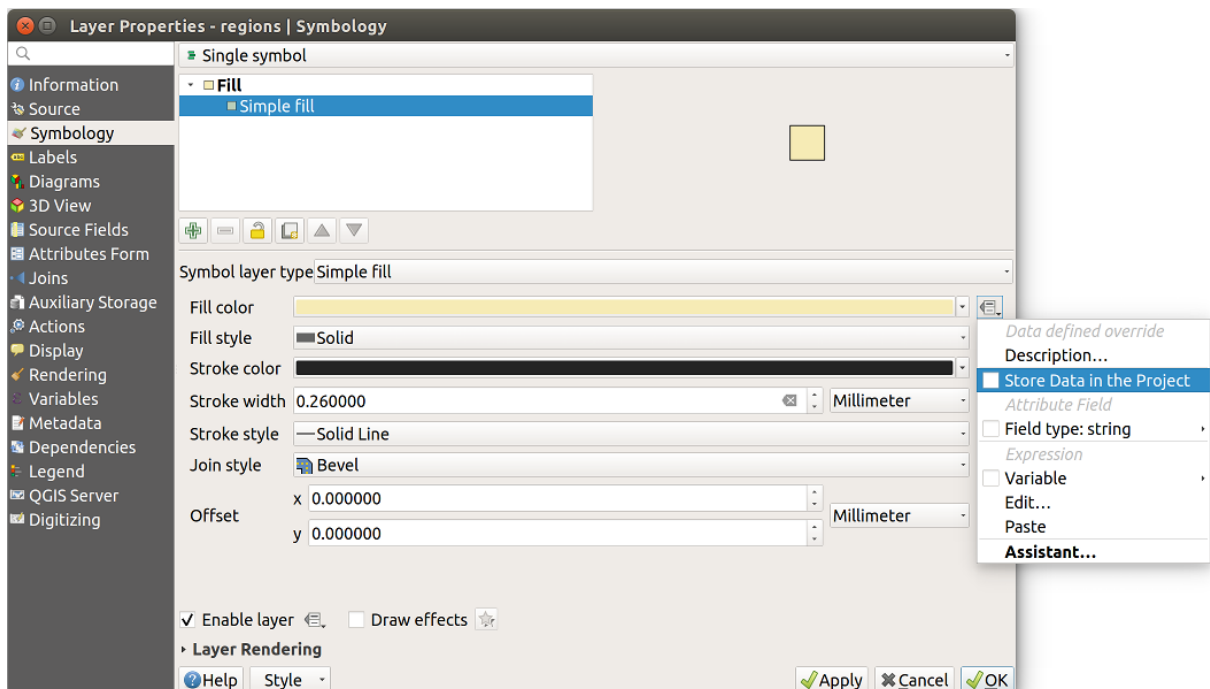 Layer Properties - regions | Symbology
Single symbol
Information
Source
Symbology
Labels
Diagrams
3D View
Source Fields
Attributes Form
Joins
Auxiliary Storage
Actions
Display
Rendering
Variables
Metadata
Dependencies
Legend
QGIS Server
Digitizing
Fill
Simple fill
Symbol layer type Simple fill
Fill color
Fill style Solid
Stroke color
Stroke width 0.260000 Millimeter
Stroke style Solid Line
Join style Bevel
Offset
x 0.000000
y 0.000000
Millimeter
Enable layer Draw effects
Layer Rendering
Help Style Apply Cancel OK
Data defined override
Description...
Store Data in the Project
Attribute Field
Field type: string
Expression
Variable
Edit...
Paste
Assistant...